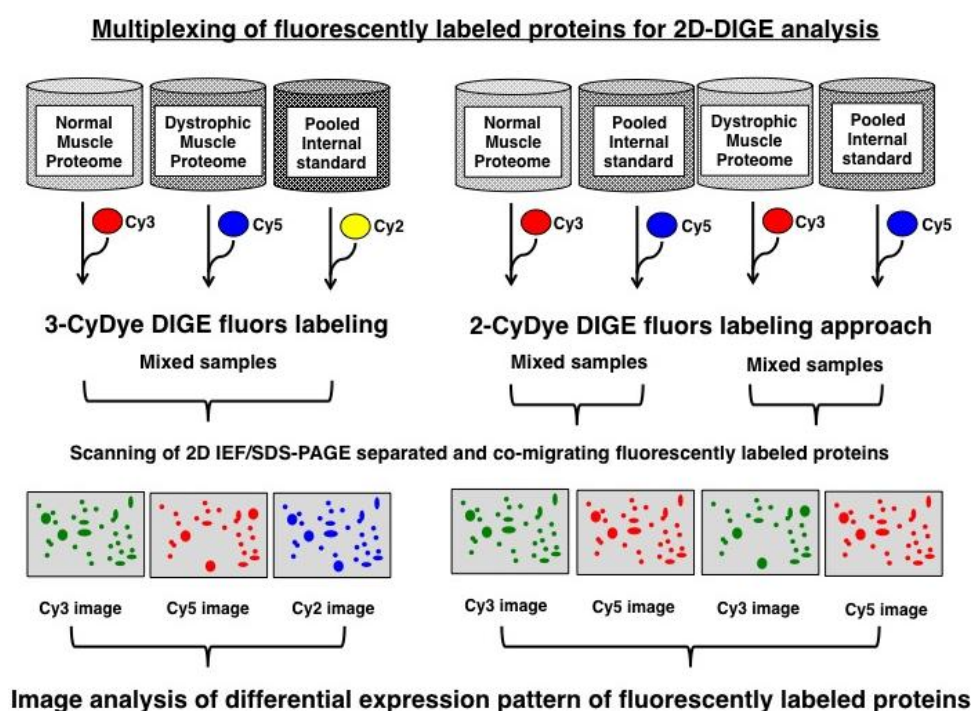 Multiplexing of fluorescently labeled proteins for 2D-DIGE analysis
Normal
Muscle
Proteome
Dystrophic
Muscle
Proteome
Pooled
Internal
standard
Normal
Muscle
Proteome
Pooled
Internal
standard
Dystrophic
Muscle
Proteome
Pooled
Internal
standard
Cy3
Cy5
Cy2
Cy3
Cy5
Cy3
Cy5
3-CyDye DIGE fluors labeling
2-CyDye DIGE fluors labeling approach
Mixed samples
Mixed samples
Mixed samples
Scanning of 2D IEF/SDS-PAGE separated and co-migrating fluorescently labeled proteins
Cy3 image
Cy5 image
Cy2 image
Cy3 image
Cy5 image
Cy3 image
Cy5 image
Image analysis of differential expression pattern of fluorescently labeled proteins